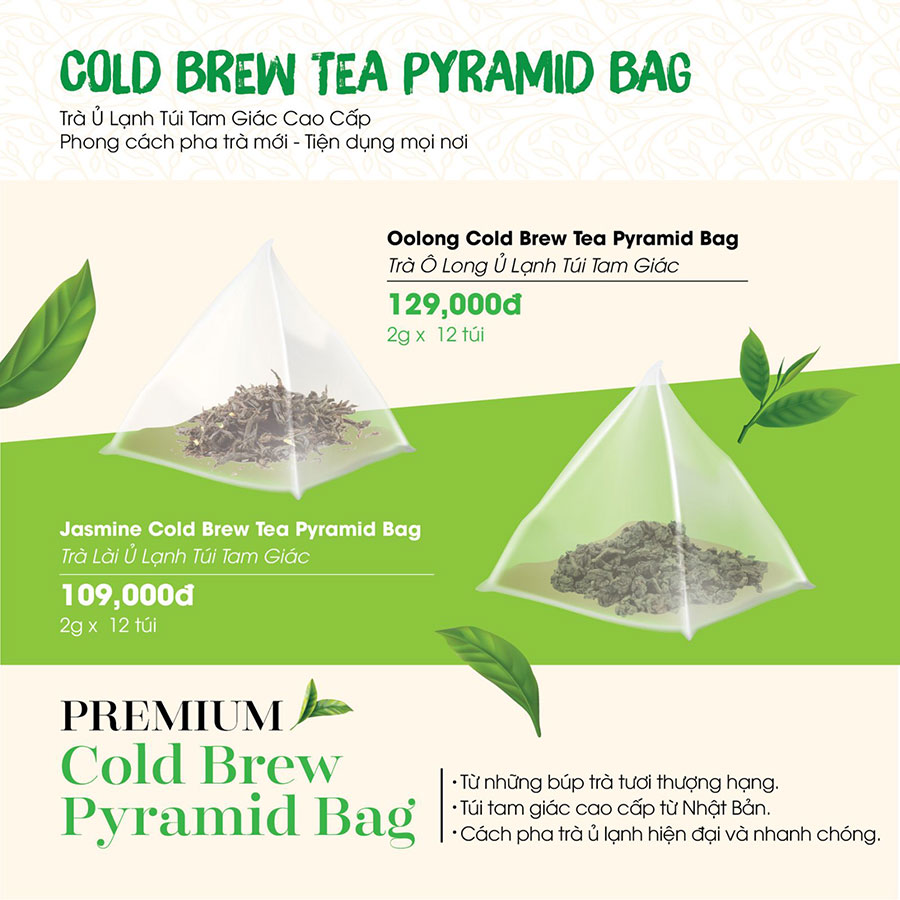 COLD BREW TEA PYRAMID BAG
Trà Ủ Lạnh Túi Tam Giác Cao Cấp
Phong cách pha trà mới - Tiện dụng mọi nơi
Oolong Cold Brew Tea Pyramid Bag
Trà Ô Long Ủ Lạnh Túi Tam Giác
129,000đ
2g x 12 túi
Jasmine Cold Brew Tea Pyramid Bag
Trà Lài Ủ Lạnh Túi Tam Giác
109,000đ
2g x 12 túi
PREMIUM
Cold Brew
Pyramid Bag
• Từ những búp trà tươi thượng hạng.
• Túi tam giác cao cấp từ Nhật Bản.
• Cách pha trà ủ lạnh hiện đại và nhanh chóng.